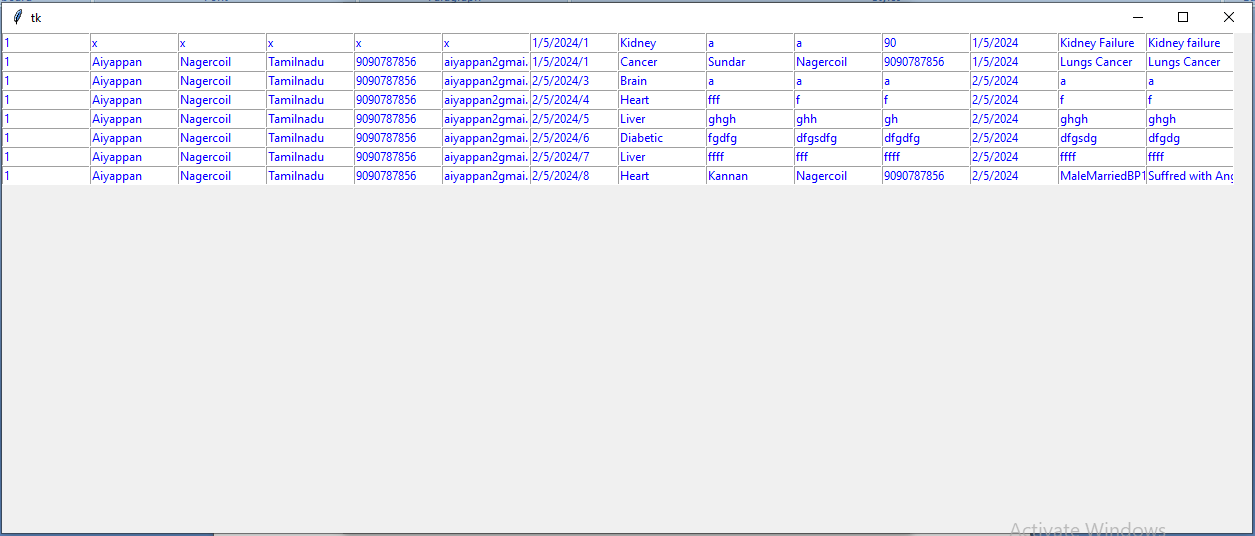 tk
1 x x x x x 1/5/2024/1 Kidney a a 90 1/5/2024 Kidney Failure Kidney failure
1 Aiyappan Nagercoil Tamilnadu 9090787856 aiyappan2gmai. 1/5/2024/1 Cancer Sundar Nagercoil 9090787856 1/5/2024 Lungs Cancer Lungs Cancer
1 Aiyappan Nagercoil Tamilnadu 9090787856 aiyappan2gmai. 2/5/2024/3 Brain a a a 2/5/2024 a a
1 Aiyappan Nagercoil Tamilnadu 9090787856 aiyappan2gmai. 2/5/2024/4 Heart fff f f 2/5/2024 f f
1 Aiyappan Nagercoil Tamilnadu 9090787856 aiyappan2gmai. 2/5/2024/5 Liver ghgh ghh gh 2/5/2024 ghgh ghgh
1 Aiyappan Nagercoil Tamilnadu 9090787856 aiyappan2gmai. 2/5/2024/6 Diabetic fgdfg dfgsdfg dfgdfg 2/5/2024 dfgsdg dfgdg
1 Aiyappan Nagercoil Tamilnadu 9090787856 aiyappan2gmai. 2/5/2024/7 Liver ffff fff ffff 2/5/2024 ffff ffff
1 Aiyappan Nagercoil Tamilnadu 9090787856 aiyappan2gmai. 2/5/2024/8 Heart Kannan Nagercoil 9090787856 2/5/2024 MaleMarriedBP1 Suffred with Ang
Activate Windows